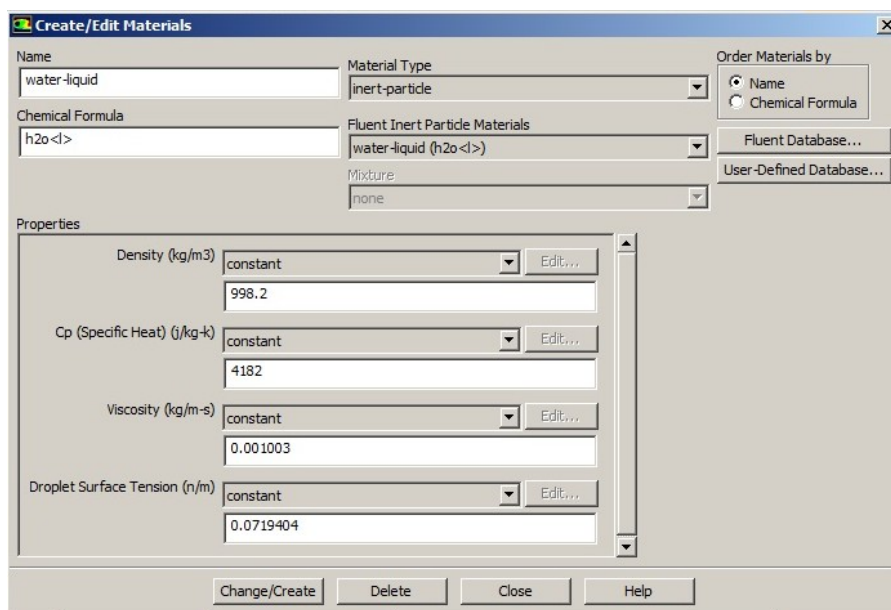 Create/Edit Materials
Name
water-liquid
Chemical Formula
h2o<l>
Material Type
inert-particle
Fluent Inert Particle Materials
water-liquid (h2o<l>)
Mixture
none
Order Materials by
Name
Chemical Formula
Fluent Database...
User-Defined Database...
Properties
Density (kg/m3) constant Edit...
998.2
Cp (Specific Heat) (j/kg-k) constant Edit...
4182
Viscosity (kg/m-s) constant Edit...
0.001003
Droplet Surface Tension (n/m) constant Edit...
0.0719404
Change/Create Delete Close Help